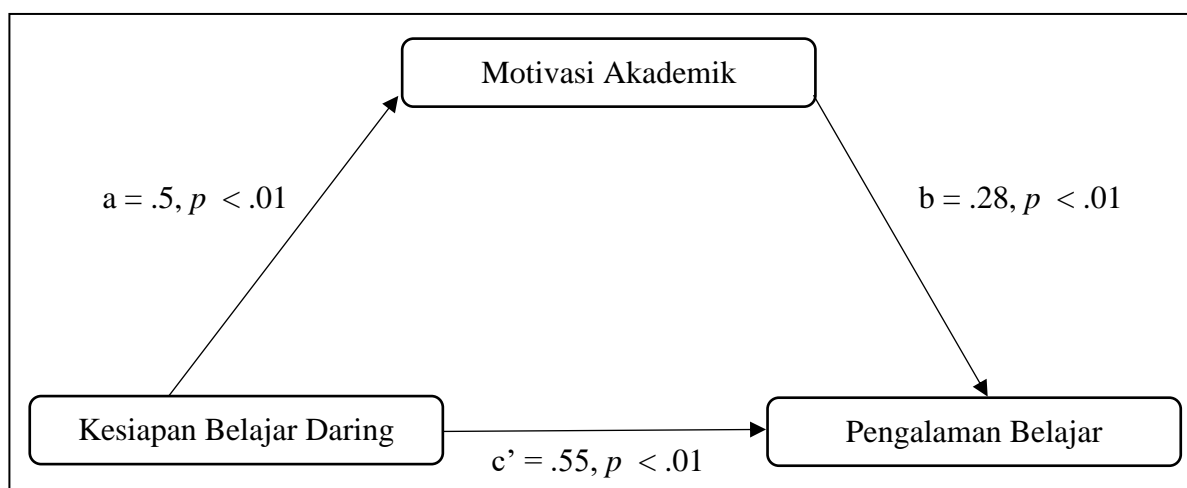 Motivasi Akademik
a = .5, p < .01
b = .28, p < .01
Kesiapan Belajar Daring
Pengalaman Belajar
c’ = .55, p < .01